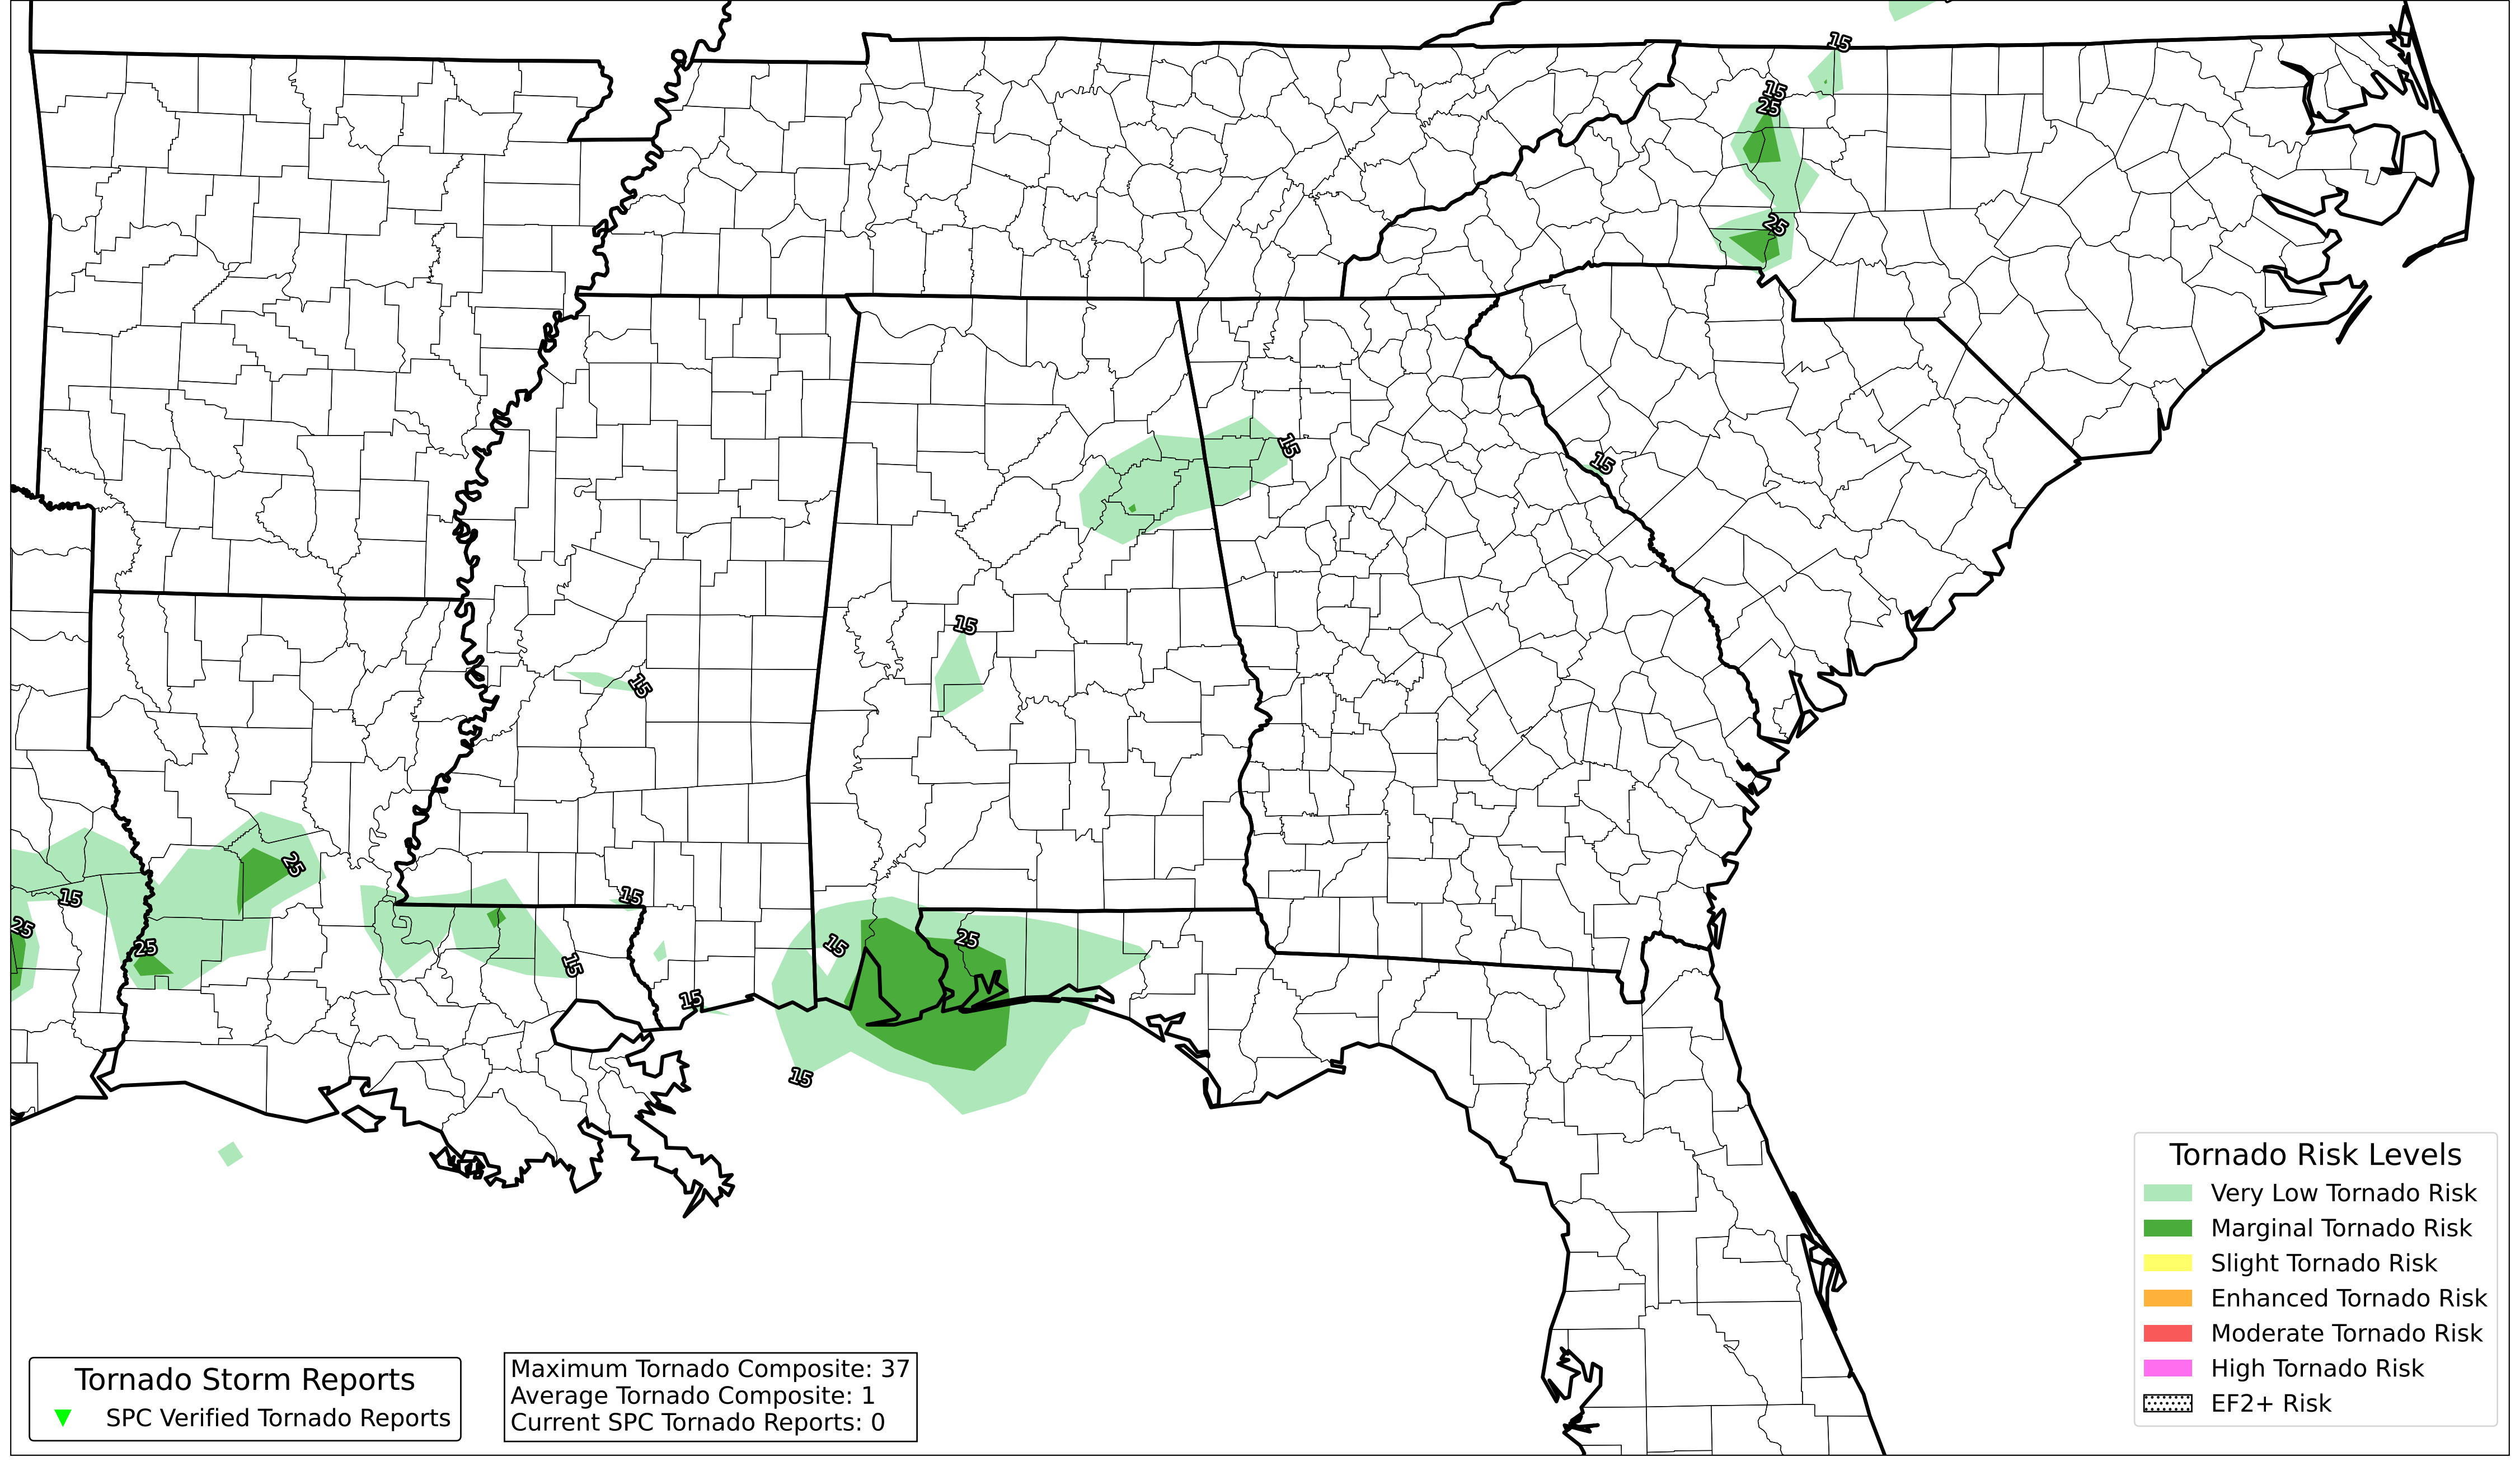 15
15
25
25
15
15
15
15
25
15
25
15
15
15
25
25
15
15
15
Tornado Risk Levels
Very Low Tornado Risk
Marginal Tornado Risk
Slight Tornado Risk
Enhanced Tornado Risk
Moderate Tornado Risk
High Tornado Risk
EF2+ Risk
Tornado Storm Reports
SPC Verified Tornado Reports
Maximum Tornado Composite: 37
Average Tornado Composite: 1
Current SPC Tornado Reports: 0